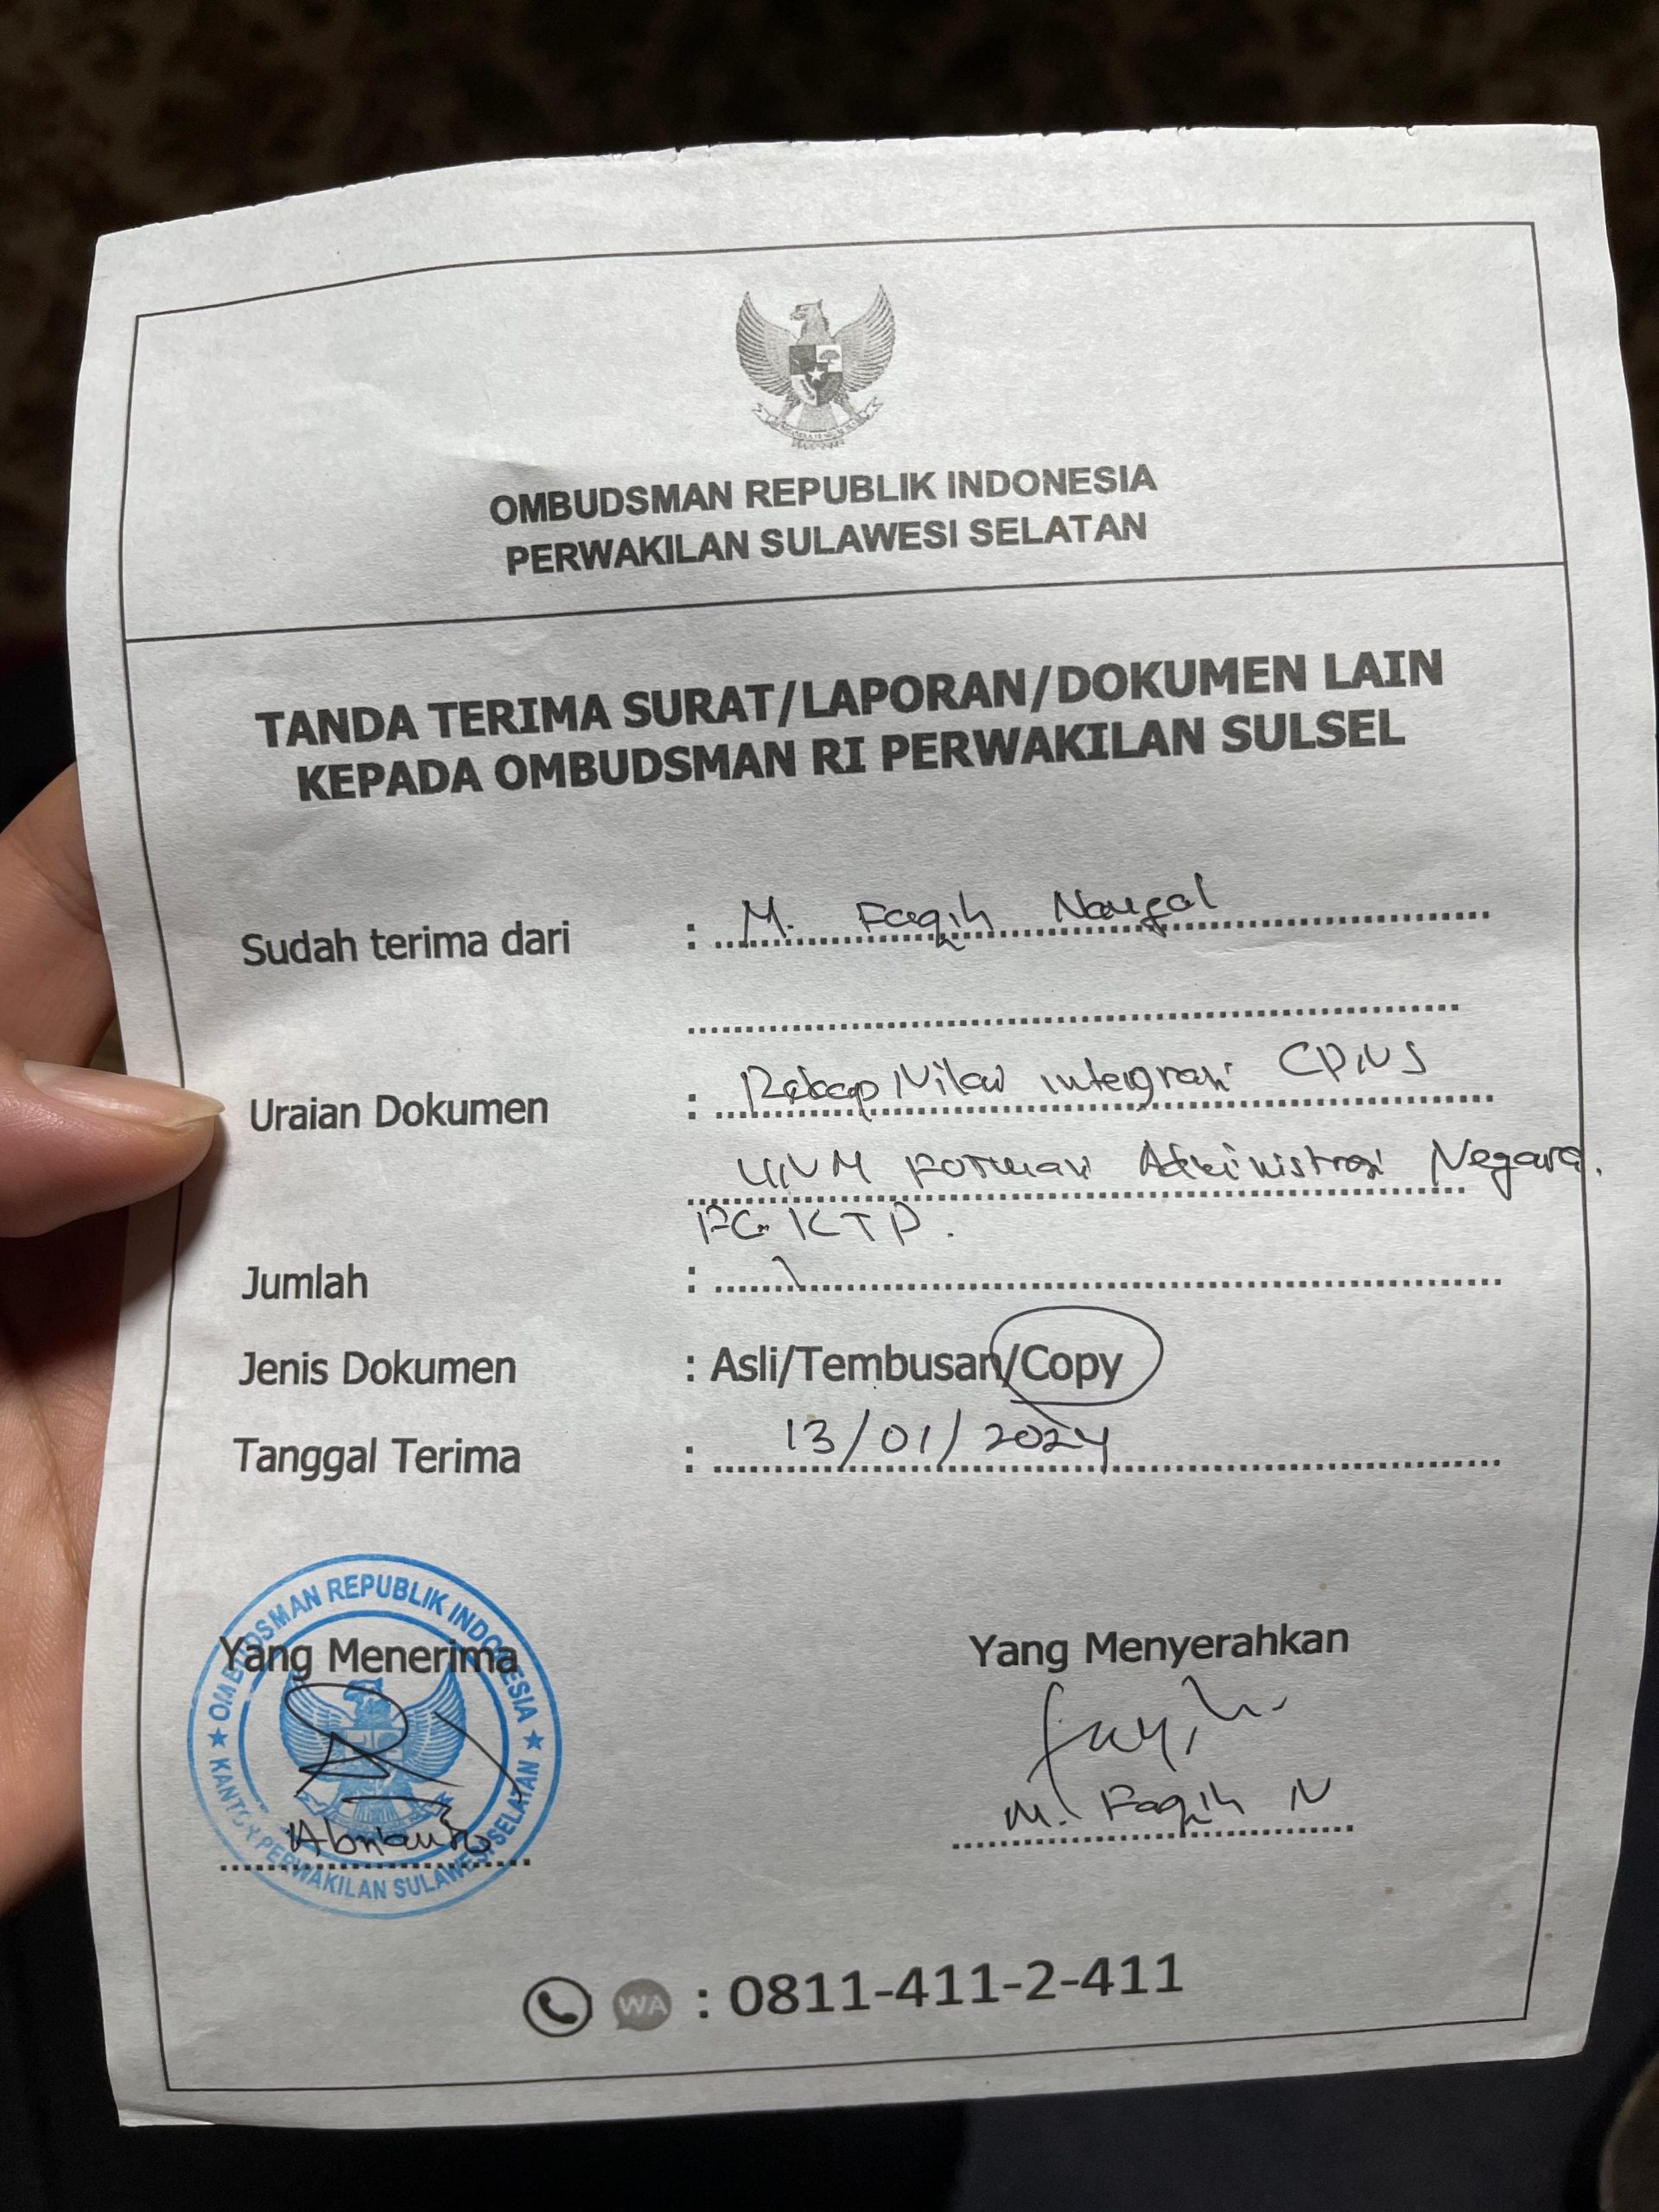 OMBUDSMAN REPUBLIK INDONESIA
PERWAKILAN SULAWESI SELATAN
TANDA TERIMA SURAT/LAPORAN/DOKUMEN LAIN
KEPADA OMBUDSMAN RI PERWAKILAN SULSEL
Sudah terima dari : M. Faqih Naufal
Uraian Dokumen : Rekap Nilai integrasi CPNS
UNM Formasi Administrasi Negara.
FC. KTP.
Jumlah : 1
Jenis Dokumen : Asli/Tembusan/Copy
Tanggal Terima : 13/01/2024
OMBUDSMAN REPUBLIK INDONESIA
KANTOR PERWAKILAN SULAWESI SELATAN
Yang Menerima
Yang Menyerahkan
M. Faqih N
WA : 0811-411-2-411